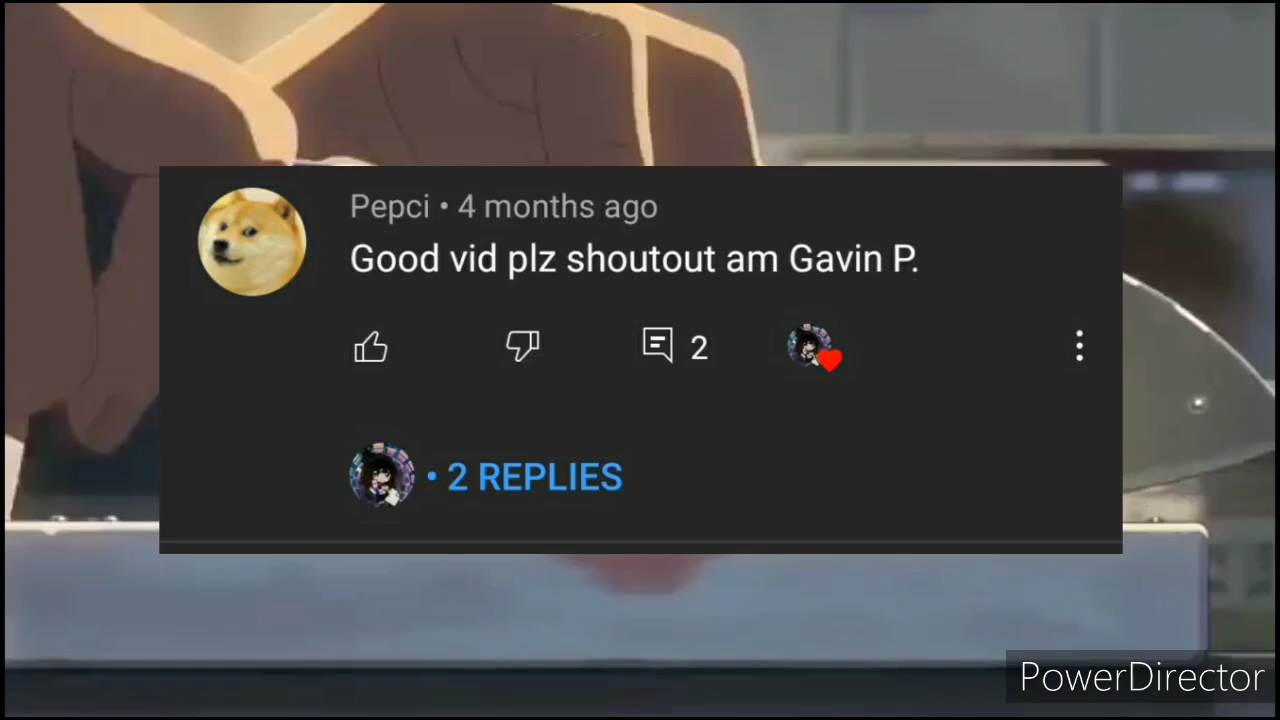 Pepci • 4 months ago
Good vid plz shoutout am Gavin P.
2
• 2 REPLIES
PowerDirector